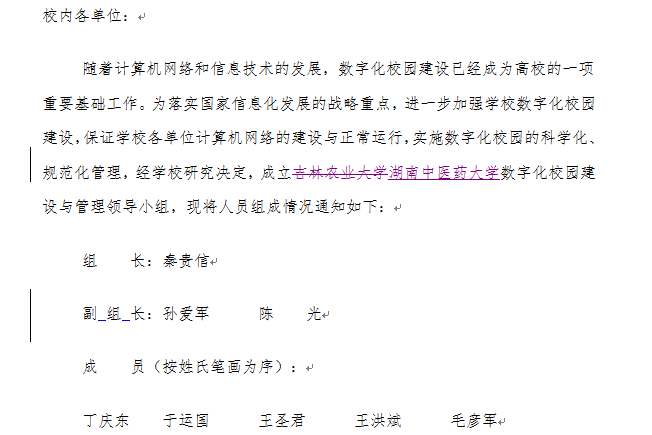 校内各单位：
随着计算机网络和信息技术的发展，数字化校园建设已经成为高校的一项
重要基础工作。为落实国家信息化发展的战略重点，进一步加强学校数字化校园
建设，保证学校各单位计算机网络的建设与正常运行，实施数字化校园的科学化、
规范化管理，经学校研究决定，成立吉林农业大学湖南中医药大学数字化校园建
设与管理领导小组，现将人员组成情况通知如下：
组　　长：秦贵信
副 组 长：孙爱军　　　陈　　光
成　　员（按姓氏笔画为序）：
丁庆东　　于运国　　　王圣君　　　王洪斌　　　毛彦军